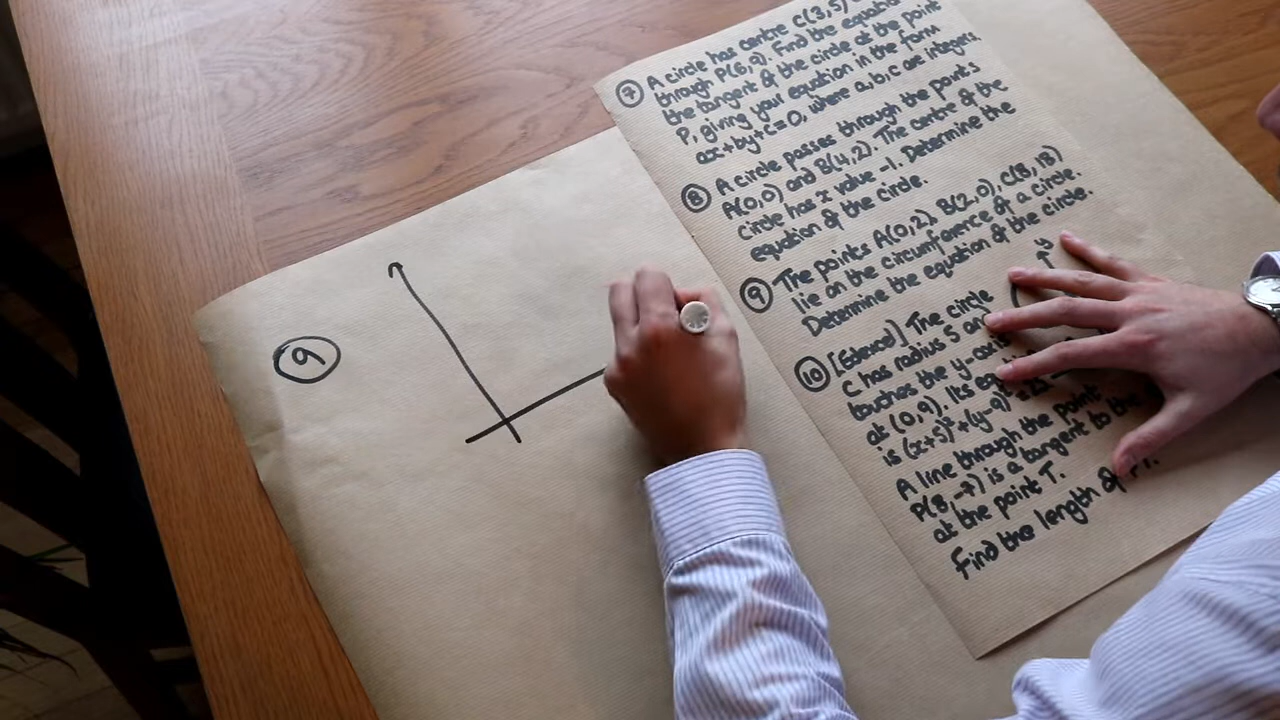 ⑨
⑦ A circle has centre C(3,5)
through P(6,9). Find the equation
the tangent of the circle at the point
P, giving your equation in the form
ax+by+c=0, where a,b,c are integers
⑧ A circle passes through the points
A(0,0) and B(4,2). The centre of the
circle has x value -1. Determine the
equation of the circle.
⑨ The points A(0,2), B(2,0), C(8,18)
lie on the circumference of a circle.
Determine the equation of the circle.
⑩ [Edexcel] The circle
C has radius 5 and
touches the y-axis
at (0,9). Its
is (x+5)²+(y-9)²=25
A line through the point
P(8,-7) is a tangent to the
at the point T.
Find the length of PT.
y